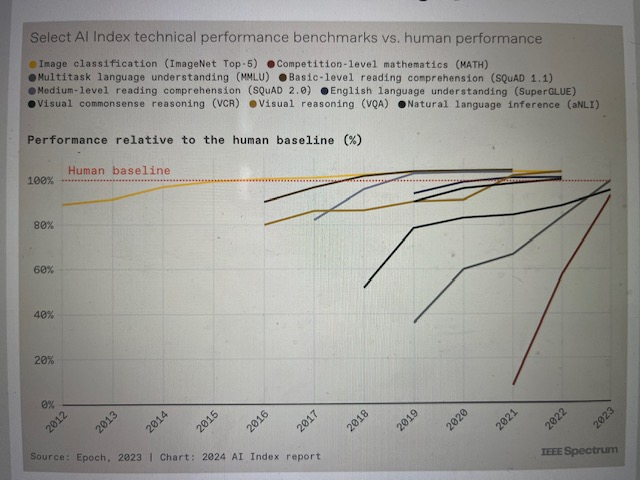 Select AI Index technical performance benchmarks vs. human performance
Image classification (ImageNet Top-5) Competition-level mathematics (MATH)
Multitask language understanding (MMLU) Basic-level reading comprehension (SQuAD 1.1)
Medium-level reading comprehension (SQuAD 2.0) English language understanding (SuperGLUE)
Visual commonsense reasoning (VCR) Visual reasoning (VQA) Natural language inference (aNLI)
Performance relative to the human baseline (%)
Human baseline
100%
80%
60%
40%
20%
0%
2012 2013 2014 2015 2016 2017 2018 2019 2020 2021 2022 2023
Source: Epoch, 2023 | Chart: 2024 AI Index report
IEEE Spectrum